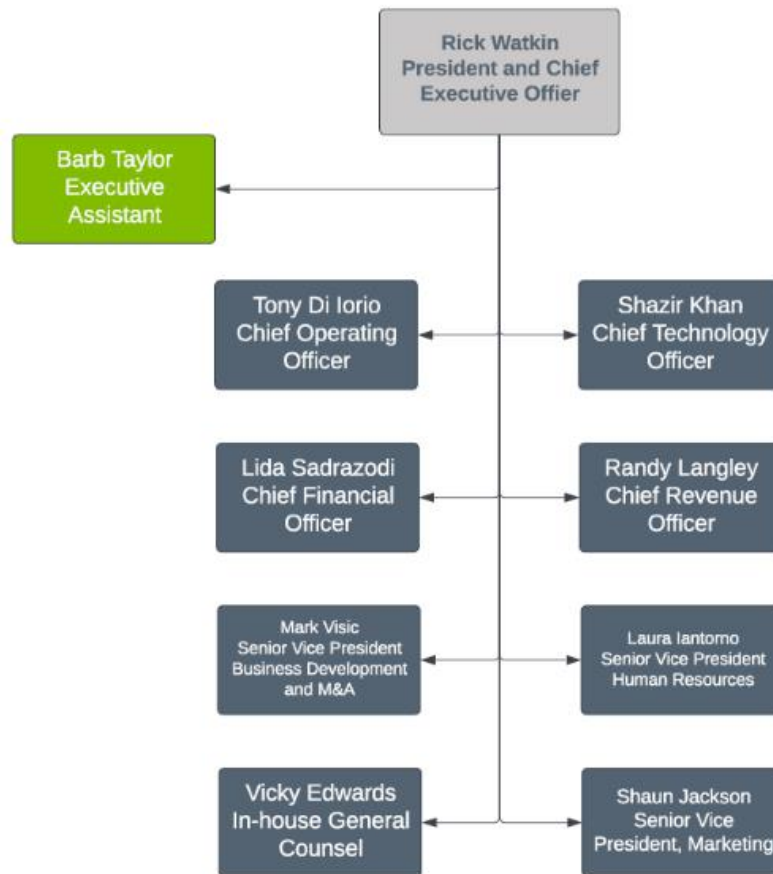 Rick Watkin
President and Chief
Executive Offier
Barb Taylor
Executive
Assistant
Tony Di Iorio
Chief Operating
Officer
Shazir Khan
Chief Technology
Officer
Lida Sadrazodi
Chief Financial
Officer
Randy Langley
Chief Revenue
Officer
Mark Visic
Senior Vice President
Business Development
and M&A
Laura Iantorno
Senior Vice President
Human Resources
Vicky Edwards
In-house General
Counsel
Shaun Jackson
Senior Vice
President, Marketing